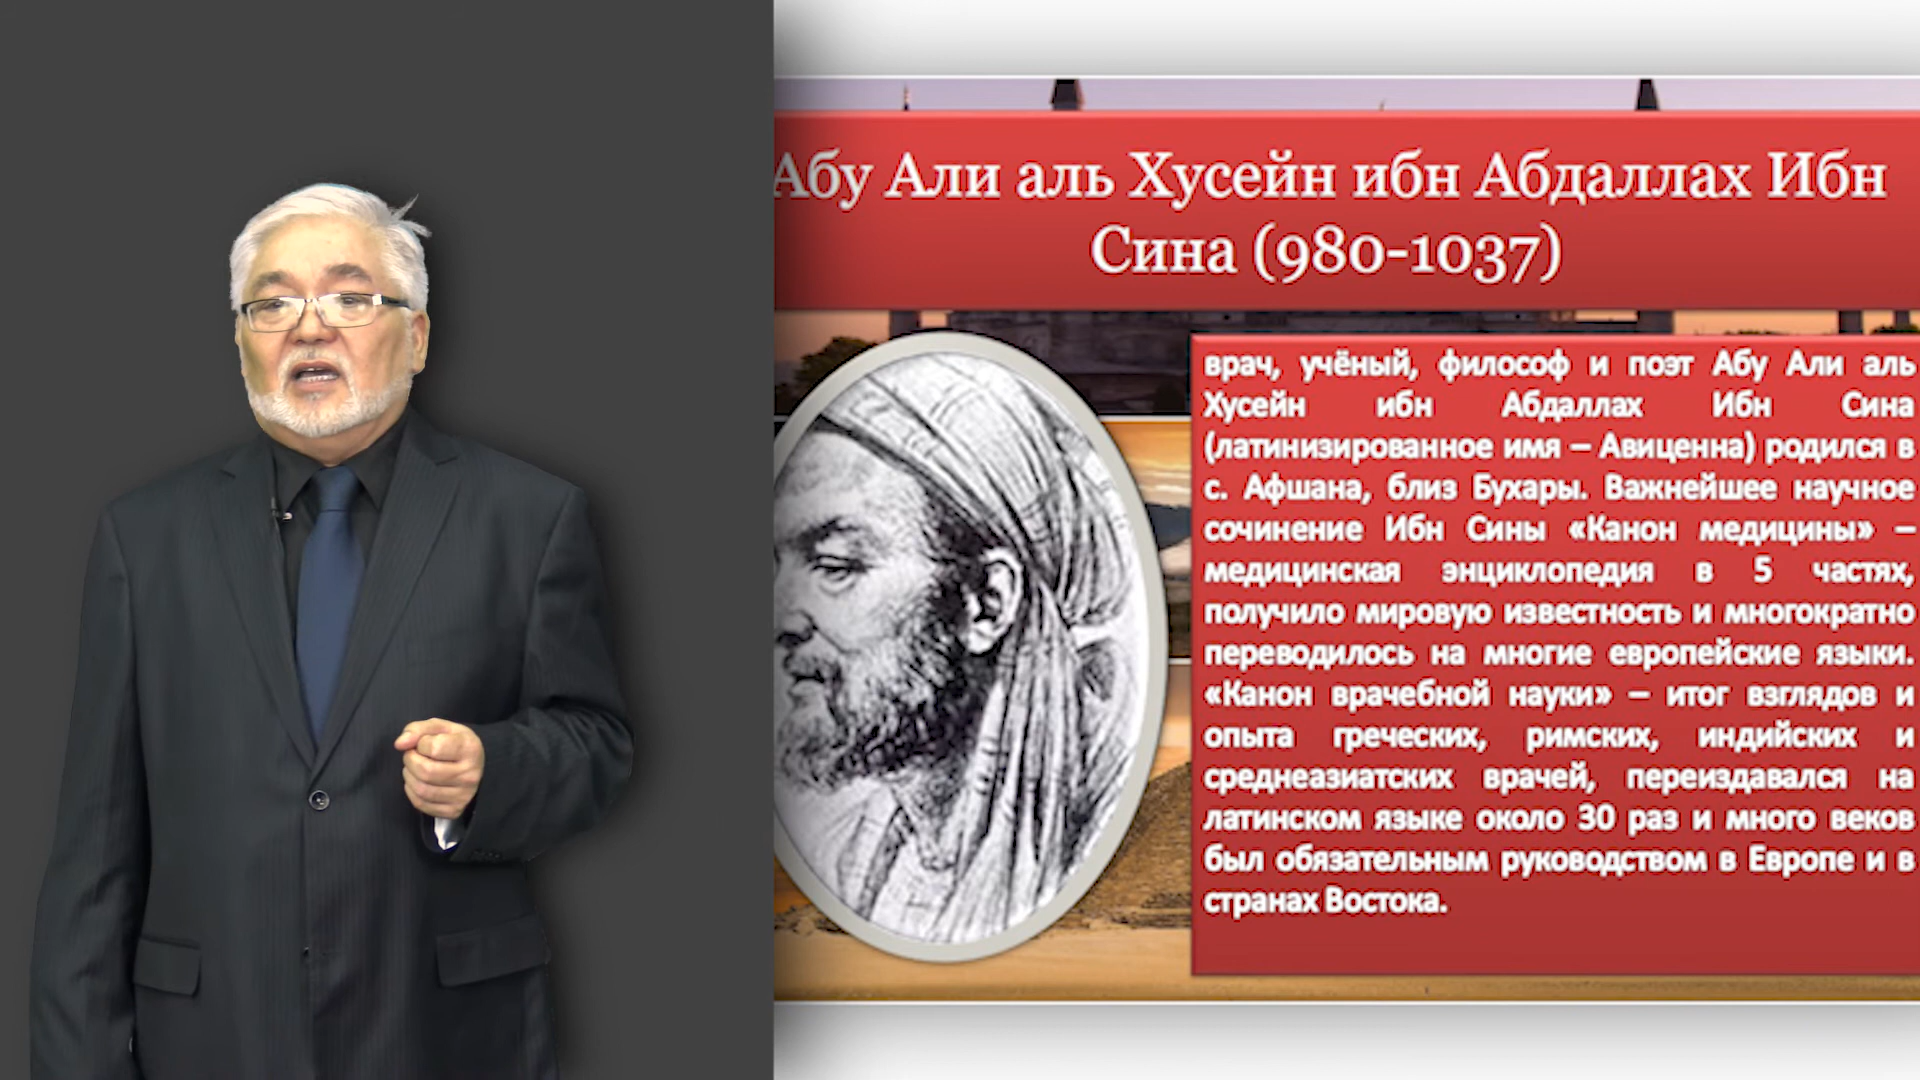 Абу Али аль Хусейн ибн Абдаллах Ибн
Сина (980-1037)
врач, учёный, философ и поэт Абу Али аль
Хусейн ибн Абдаллах Ибн Сина
(латинизированное имя – Авиценна) родился в
с. Афшана, близ Бухары. Важнейшее научное
сочинение Ибн Сины «Канон медицины» –
медицинская энциклопедия в 5 частях,
получило мировую известность и многократно
переводилось на многие европейские языки.
«Канон врачебной науки» – итог взглядов и
опыта греческих, римских, индийских и
среднеазиатских врачей, переиздавался на
латинском языке около 30 раз и много веков
был обязательным руководством в Европе и в
странах Востока.